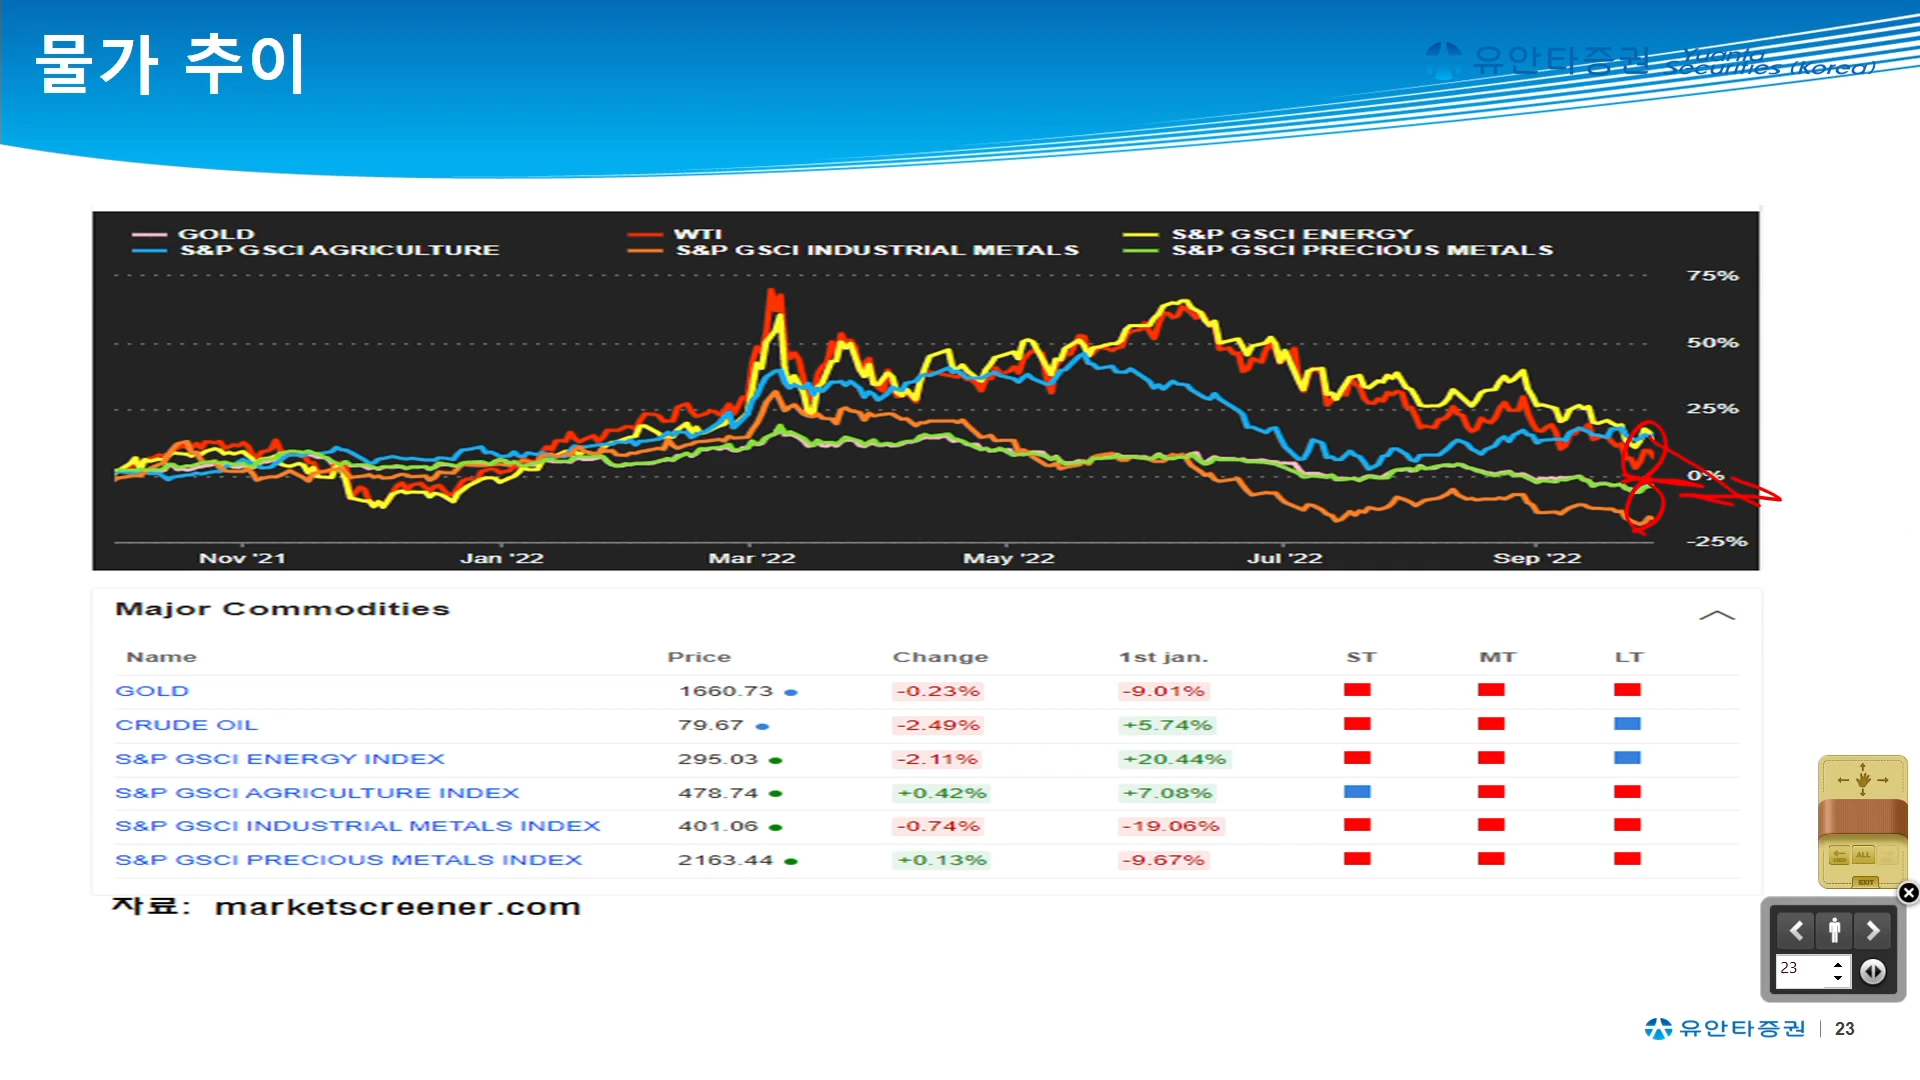 물가 추이
유안타증권 Yuanta Securities (Korea)
GOLD WTI S&P GSCI ENERGY
S&P GSCI AGRICULTURE S&P GSCI INDUSTRIAL METALS S&P GSCI PRECIOUS METALS
75%
50%
25%
0%
-25%
Nov '21 Jan '22 Mar '22 May '22 Jul '22 Sep '22
Major Commodities
Name Price Change 1st jan. ST MT LT
GOLD 1660.73 -0.23% -9.01%
CRUDE OIL 79.67 -2.49% +5.74%
S&P GSCI ENERGY INDEX 295.03 -2.11% +20.44%
S&P GSCI AGRICULTURE INDEX 478.74 +0.42% +7.08%
S&P GSCI INDUSTRIAL METALS INDEX 401.06 -0.74% -19.06%
S&P GSCI PRECIOUS METALS INDEX 2163.44 +0.13% -9.67%
자료: marketscreener.com
ALL
EXIT
23
유안타증권 | 23